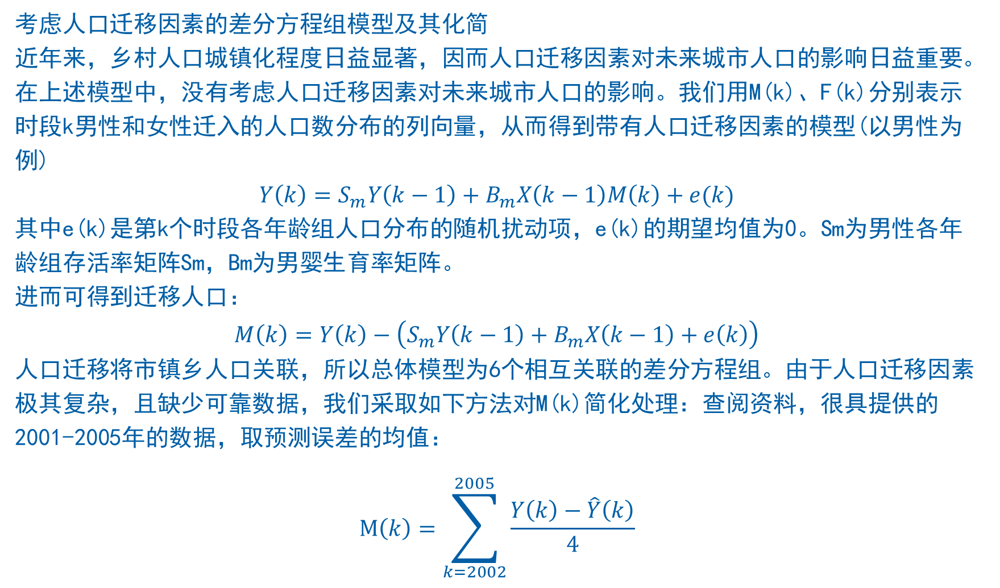 考虑人口迁移因素的差分方程组模型及其化简
近年来，乡村人口城镇化程度日益显著，因而人口迁移因素对未来城市人口的影响日益重要。
在上述模型中，没有考虑人口迁移因素对未来城市人口的影响。我们用M(k)、F(k)分别表示
时段k男性和女性迁入的人口数分布的列向量，从而得到带有人口迁移因素的模型(以男性为
例)
Y(k) = S_m Y(k − 1) + B_m X(k − 1)M(k) + e(k)
其中e(k)是第k个时段各年龄组人口分布的随机扰动项，e(k)的期望均值为0。Sm为男性各年
龄组存活率矩阵Sm，Bm为男婴生育率矩阵。
进而可得到迁移人口：
M(k) = Y(k) − (S_m Y(k − 1) + B_m X(k − 1) + e(k))
人口迁移将市镇乡人口关联，所以总体模型为6个相互关联的差分方程组。由于人口迁移因素
极其复杂，且缺少可靠数据，我们采取如下方法对M(k)简化处理：查阅资料，很具提供的
2001-2005年的数据，取预测误差的均值：
M(k) = \sum_{k=2002}^{2005} \frac{Y(k) − \hat{Y}(k)}{4}